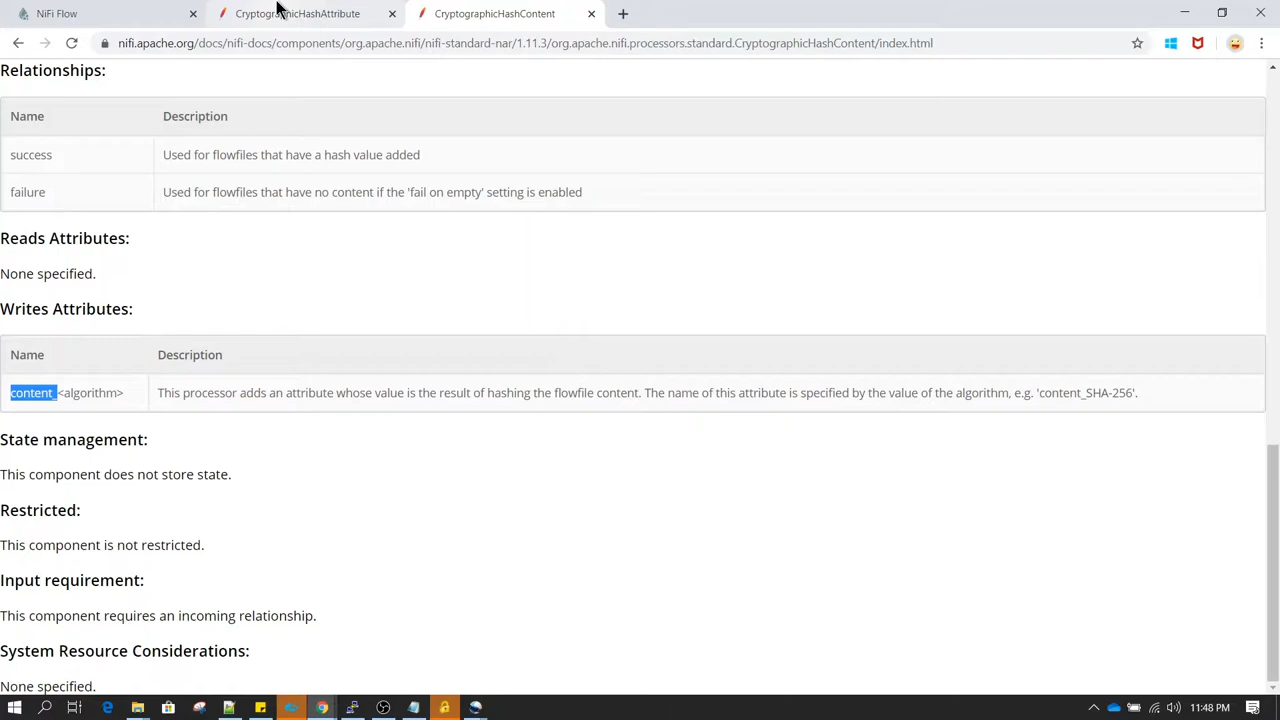 NiFi Flow
CryptographicHashAttribute
CryptographicHashContent
nifi.apache.org/docs/nifi-docs/components/org.apache.nifi/nifi-standard-nar/1.11.3/org.apache.nifi.processors.standard.CryptographicHashContent/index.html
Relationships:
Name Description
success Used for flowfiles that have a hash value added
failure Used for flowfiles that have no content if the 'fail on empty' setting is enabled
Reads Attributes:
None specified.
Writes Attributes:
Name Description
content_<algorithm> This processor adds an attribute whose value is the result of hashing the flowfile content. The name of this attribute is specified by the value of the algorithm, e.g. 'content_SHA-256'.
State management:
This component does not store state.
Restricted:
This component is not restricted.
Input requirement:
This component requires an incoming relationship.
System Resource Considerations:
None specified.
11:48 PM